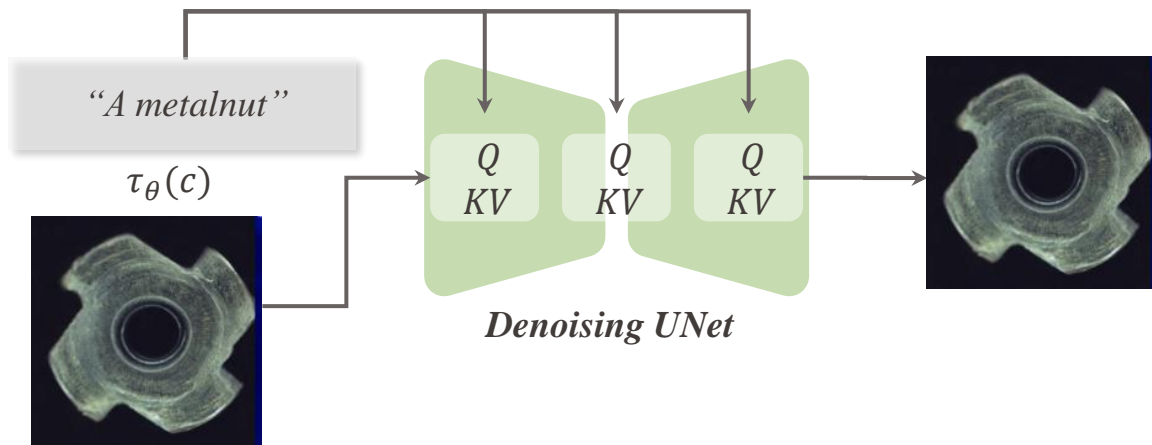 “A metalnut”
τθ(c)
Q
KV
Q
KV
Q
KV
Denoising UNet